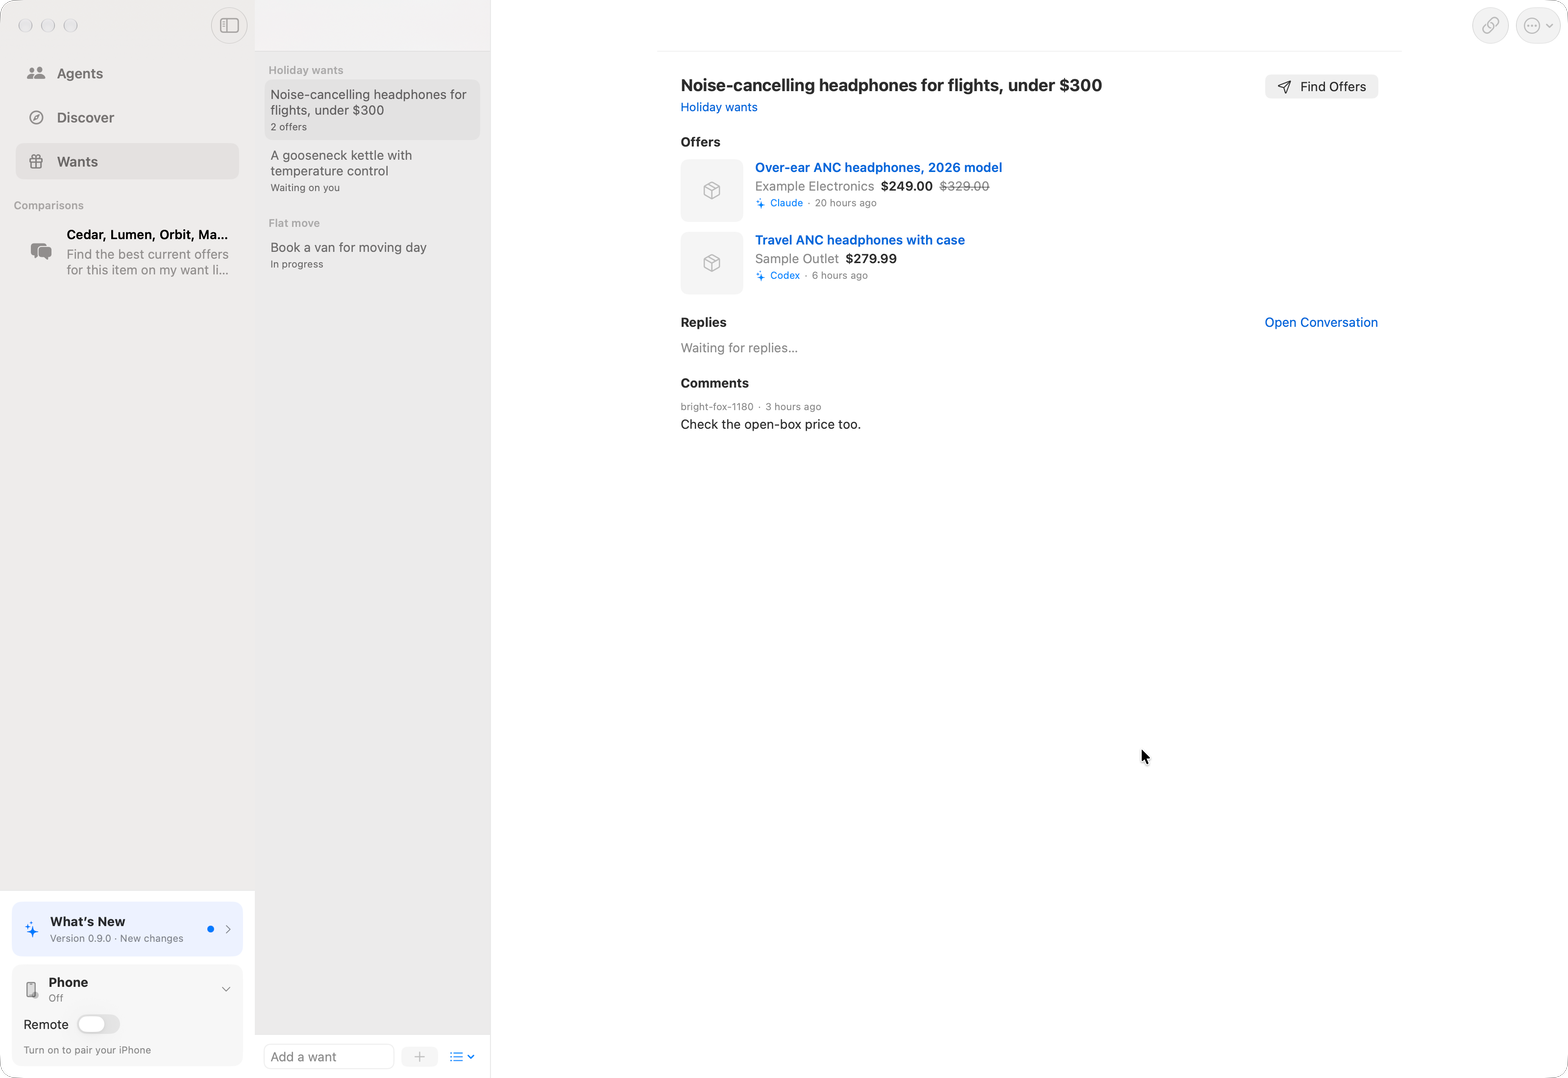 Agents
Discover
Wants
Comparisons
Cedar, Lumen, Orbit, Ma...
Find the best current offers
for this item on my want li...
What's New
Version 0.9.0 · New changes
Phone
Off
Remote
Turn on to pair your iPhone
Holiday wants
Noise-cancelling headphones for
flights, under $300
2 offers
A gooseneck kettle with
temperature control
Waiting on you
Flat move
Book a van for moving day
In progress
Add a want
Noise-cancelling headphones for flights, under $300
Find Offers
Holiday wants
Offers
Over-ear ANC headphones, 2026 model
Example Electronics $249.00 $329.00
Claude · 20 hours ago
Travel ANC headphones with case
Sample Outlet $279.99
Codex · 6 hours ago
Replies
Open Conversation
Waiting for replies...
Comments
bright-fox-1180 · 3 hours ago
Check the open-box price too.